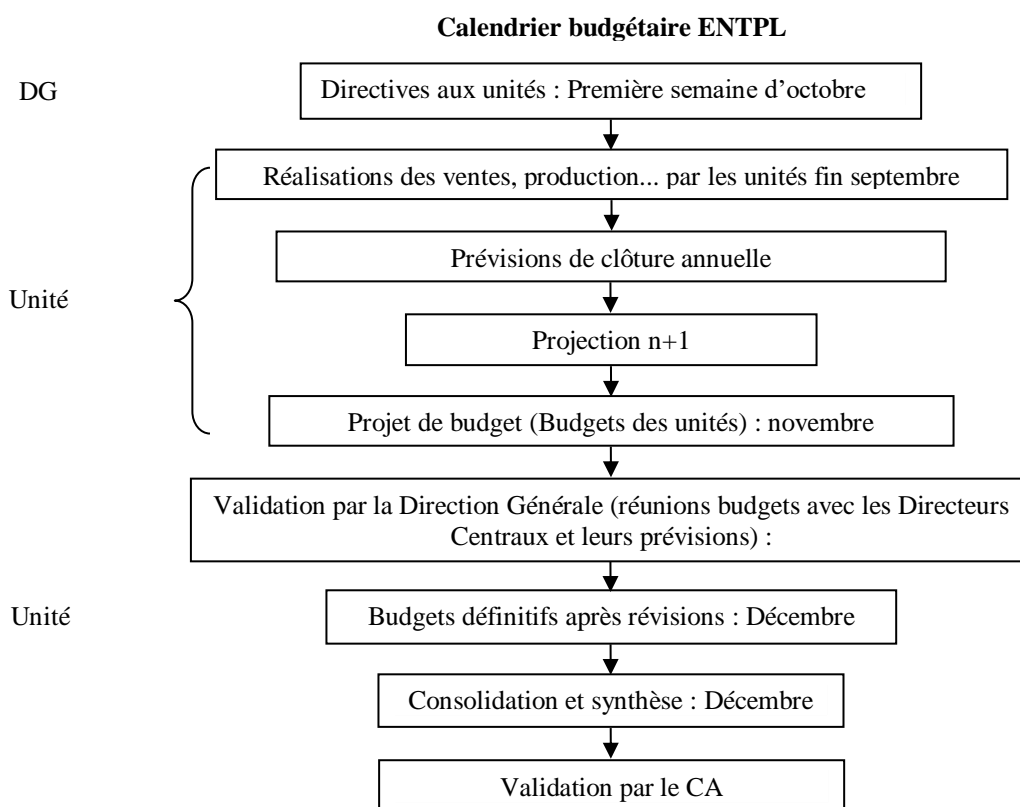 Calendrier budgétaire ENTPL
DG
Directives aux unités : Première semaine d'octobre
Réalisations des ventes, production... par les unités fin septembre
Prévisions de clôture annuelle
Unité
Projection n+1
Projet de budget (Budgets des unités) : novembre
Validation par la Direction Générale (réunions budgets avec les Directeurs
Centraux et leurs prévisions) :
Unité
Budgets définitifs après révisions : Décembre
Consolidation et synthèse : Décembre
Validation par le CA